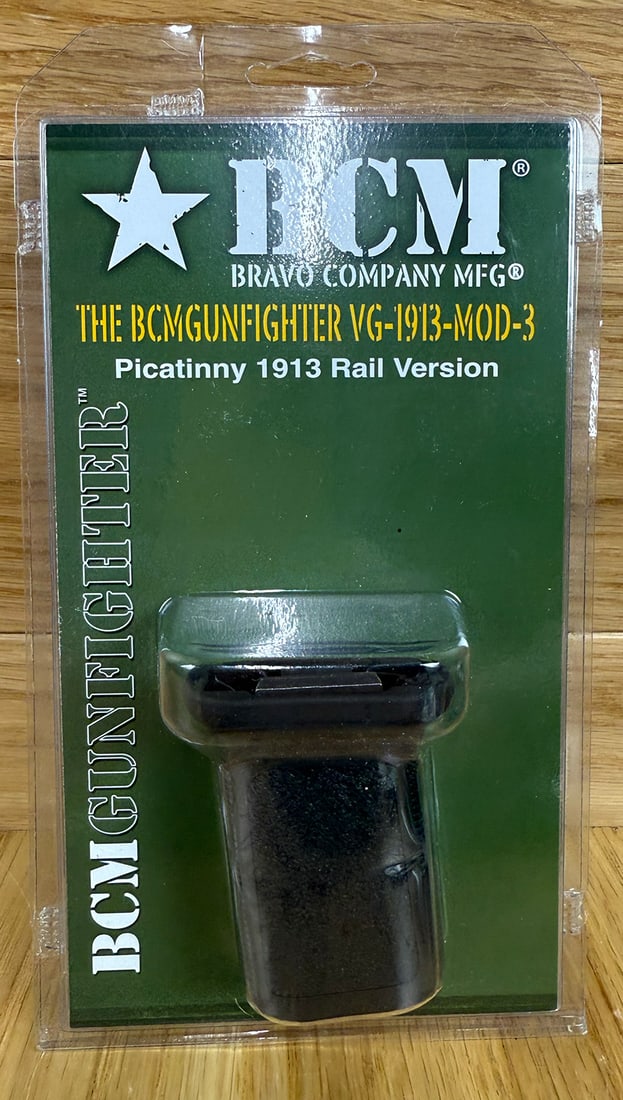 BCM®
BRAVO COMPANY MFG®
THE BCMGUNFIGHTER VG-1913-MOD-3
Picatinny 1913 Rail Version
BCMGUNFIGHTER™